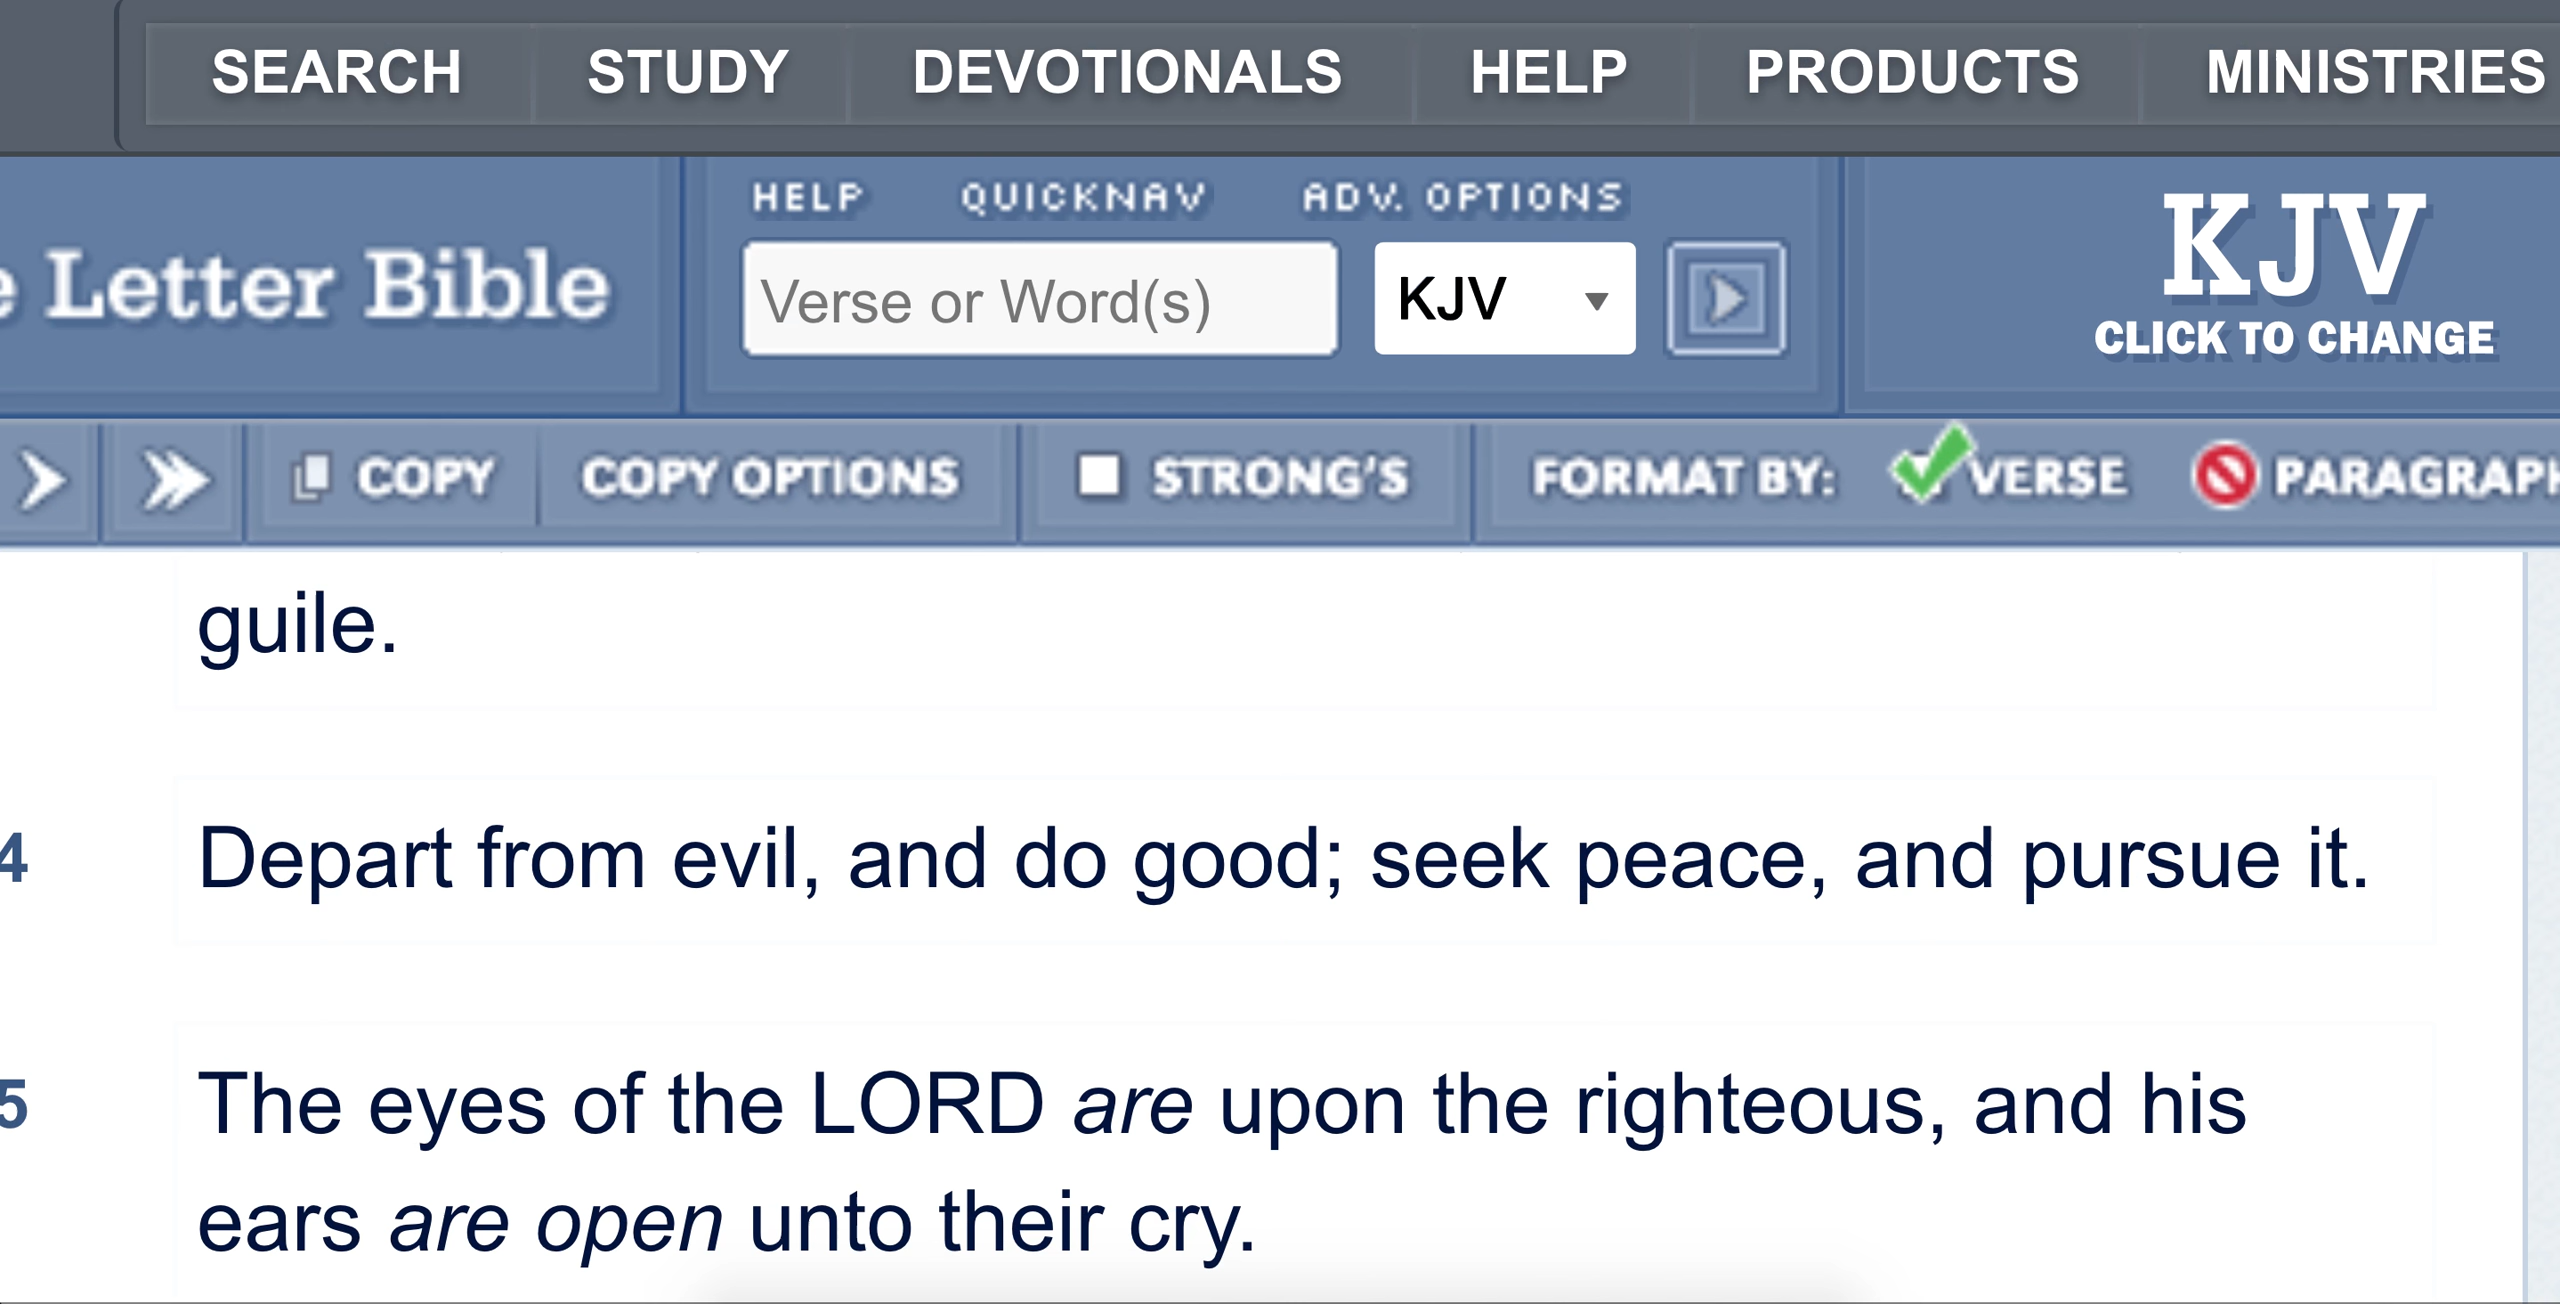 SEARCH STUDY DEVOTIONALS HELP PRODUCTS MINISTRIES
HELP QUICKNAV ADV. OPTIONS
e Letter Bible
Verse or Word(s) KJV
KJV
CLICK TO CHANGE
COPY COPY OPTIONS STRONG'S FORMAT BY: VERSE PARAGRAPH
guile.
4 Depart from evil, and do good; seek peace, and pursue it.
5 The eyes of the LORD are upon the righteous, and his
ears are open unto their cry.